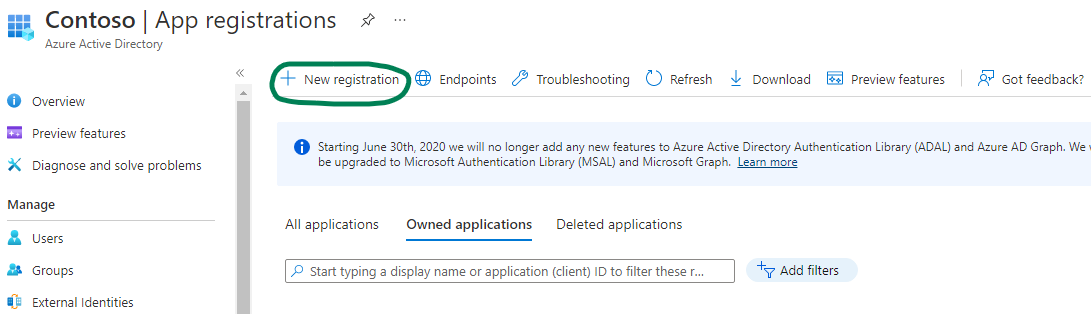 Contoso | App registrations
Azure Active Directory
New registration Endpoints Troubleshooting Refresh Download Preview features Got feedback?
Overview
Preview features
Diagnose and solve problems
Manage
Users
Groups
External Identities
Starting June 30th, 2020 we will no longer add any new features to Azure Active Directory Authentication Library (ADAL) and Azure AD Graph. We
be upgraded to Microsoft Authentication Library (MSAL) and Microsoft Graph. Learn more
All applications Owned applications Deleted applications
Start typing a display name or application (client) ID to filter these r...
Add filters